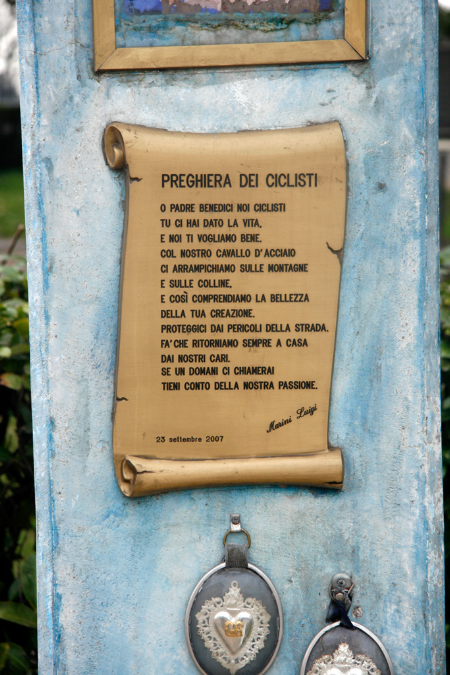 PREGHIERA DEI CICLISTI
O PADRE BENEDICI NOI CICLISTI
TU CI HAI DATO LA VITA,
E NOI TI VOGLIAMO BENE.
COL NOSTRO CAVALLO D'ACCIAIO
CI ARRAMPICHIAMO SULLE MONTAGNE
E SULLE COLLINE,
E COSÌ COMPRENDIAMO LA BELLEZZA
DELLA TUA CREAZIONE.
PROTEGGICI DAI PERICOLI DELLA STRADA.
FA'CHE RITORNIAMO SEMPRE A CASA
DAI NOSTRI CARI.
SE UN DOMANI CI CHIAMERAI
TIENI CONTO DELLA NOSTRA PASSIONE.
Marini Luigi
23 settembre 2007